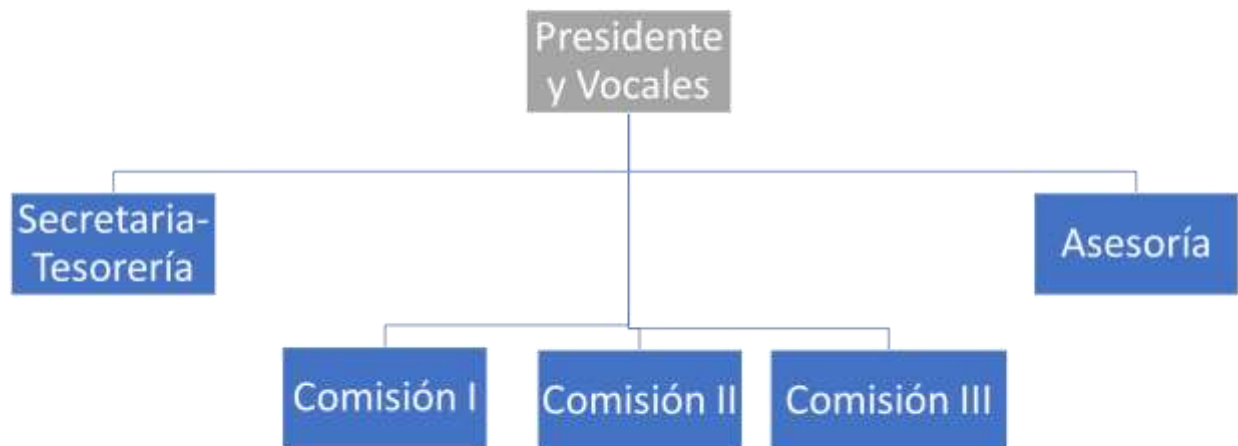 Presidente
y Vocales
Secretaria-
Tesorería
Asesoría
Comisión I
Comisión II
Comisión III